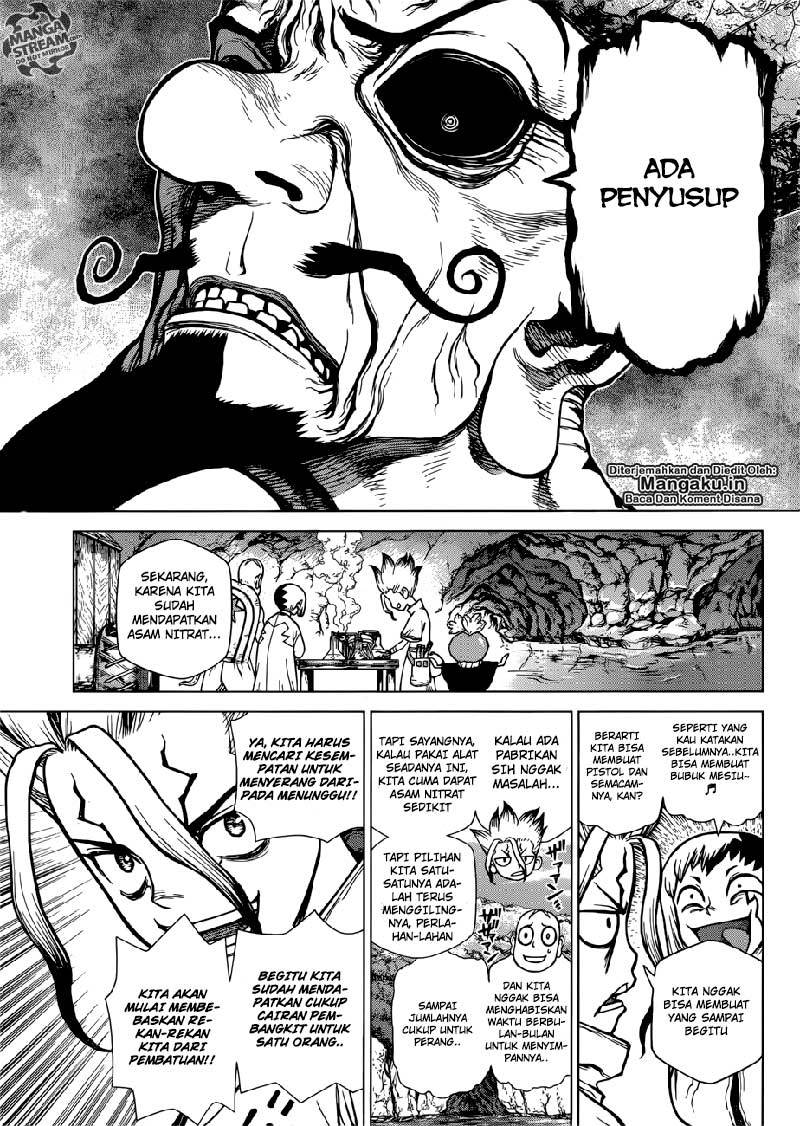 MANGA
STREAM.com
DO NOT MIRROR
ADA
PENYUSUP
Diterjemahkan dan Diedit Oleh:
Mangaku.in
Baca Dan Koment Disana
SEKARANG,
KARENA KITA
SUDAH
MENDAPATKAN
ASAM NITRAT...
SEPERTI YANG
KAU KATAKAN
SEBELUMNYA..KITA
BISA MEMBUAT
BUBUK MESIU~
♫
BERARTI
KITA BISA
MEMBUAT
PISTOL DAN
SEMACAM-
NYA, KAN?
KITA NGGAK
BISA MEMBUAT
YANG SAMPAI
BEGITU
KALAU ADA
PABRIKAN
SIH NGGAK
MASALAH...
TAPI SAYANGNYA,
KALAU PAKAI ALAT
SEADANYA INI,
KITA CUMA DAPAT
ASAM NITRAT
SEDIKIT
TAPI PILIHAN
KITA SATU-
SATUNYA ADA-
LAH TERUS
MENGGILING-
NYA, PERLA-
HAN-LAHAN
DAN KITA
NGGAK BISA
MENGHABISKAN
WAKTU BERBU-
LAN-BULAN
UNTUK MENYIM-
PANNYA..
SAMPAI
JUMLAHNYA
CUKUP UNTUK
PERANG..
YA, KITA HARUS
MENCARI KESEM-
PATAN UNTUK
MENYERANG DARI-
PADA MENUNGGU!!
BEGITU KITA
SUDAH MENDA-
PATKAN CUKUP
CAIRAN PEM-
BANGKIT UNTUK
SATU ORANG..
KITA AKAN
MULAI MEMBE-
BASKAN RE-
KAN-REKAN
KITA DARI
PEMBATUAN!!